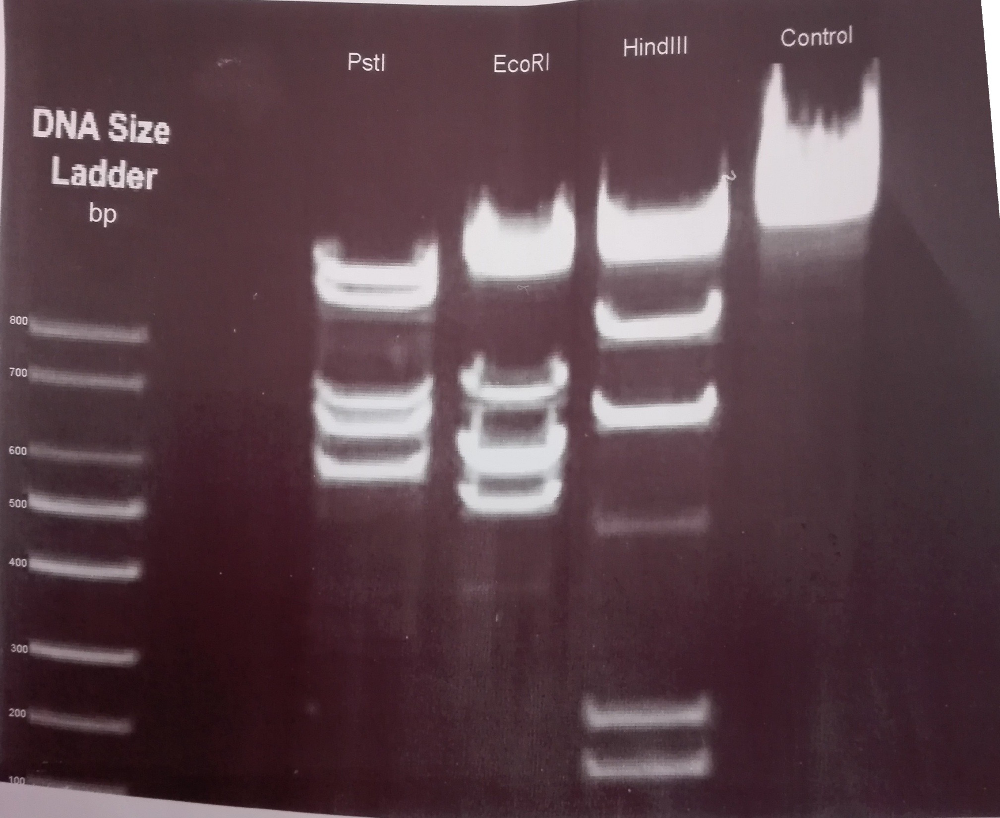 PstI
EcoRI
HindIII
Control
DNA Size
Ladder
bp
800
700
600
500
400
300
200
100